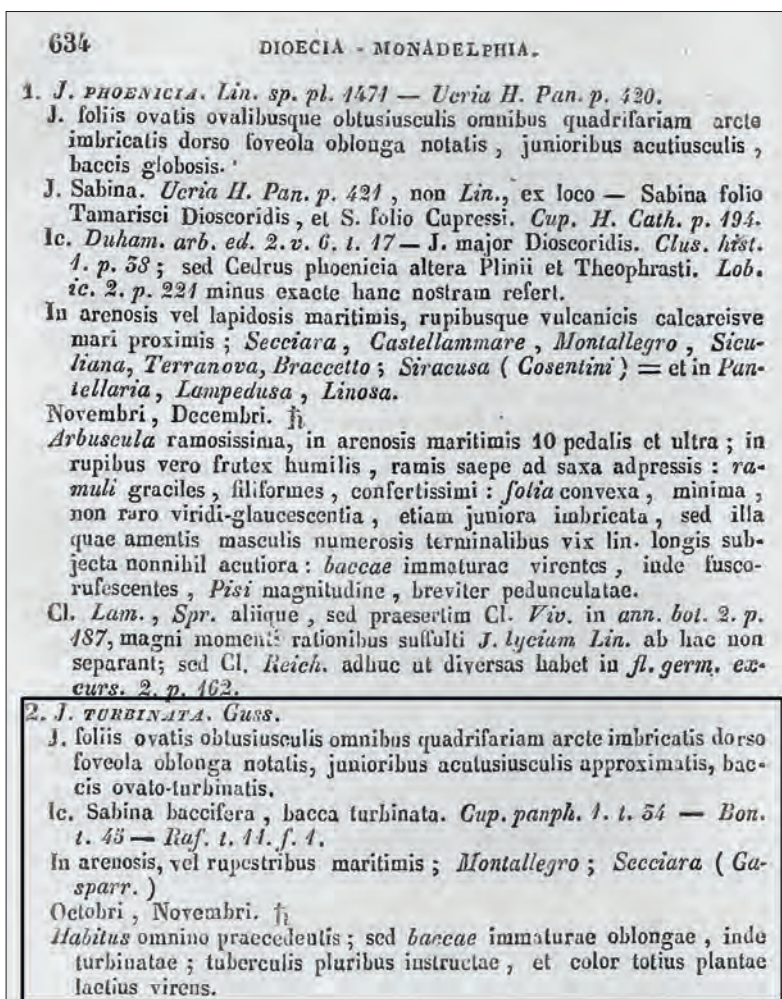 634 DIOECIA - MONADELPHIA.
1. J. PHOENICIA. Lin. sp. pl. 1471 — Ucria H. Pan. p. 420.
J. foliis ovatis ovalibusque obtusiusculis omnibus quadrifariam arcte
imbricatis dorso foveola oblonga notatis, junioribus acutiusculis,
baccis globosis.
J. Sabina. Ucria H. Pan. p. 421, non Lin., ex loco — Sabina folio
Tamarisci Dioscoridis, et S. folio Cupressi. Cup. H. Cath. p. 194.
Ic. Duham. arb. ed. 2. v. 6. t. 17 — J. major Dioscoridis. Clus. hist.
1. p. 38; sed Cedrus phoenicia altera Plinii et Theophrasti. Lob.
ic. 2. p. 221 minus exacte hanc nostram refert.
In arenosis vel lapidosis maritimis, rupibusque vulcanicis calcareisve
mari proximis; Secciara, Castellammare, Montallegro, Sicu-
liana, Terranova, Braccetto; Siracusa (Cosentini) = et in Pan-
tellaria, Lampedusa, Linosa.
Novembri, Decembri. ♄
Arbuscula ramosissima, in arenosis maritimis 10 pedalis et ultra; in
rupibus vero frutex humilis, ramis saepe ad saxa adpressis: ra-
muli graciles, filiformes, confertissimi: folia convexa, minima,
non raro viridi-glaucescentia, etiam juniora imbricata, sed illa
quae amentis masculis numerosis terminalibus vix lin. longis sub-
jecta nonnihil acutiora: baccae immaturae virentes, inde fusco-
rufescentes, Pisi magnitudine, breviter pedunculatae.
Cl. Lam., Spr. aliique, sed praesertim Cl. Viv. in ann. bot. 2. p.
187, magni momenti rationibus suffulti J. lycium Lin. ab hac non
separant; sed Cl. Reich. adhuc ut diversas habet in fl. germ. ex-
curs. 2. p. 162.
2. J. TURBINATA. Guss.
J. foliis ovatis obtusiusculis omnibus quadrifariam arcte imbricatis dorso
foveola oblonga notatis, junioribus acutusiusculis approximatis, bac-
cis ovato-turbinatis.
Ic. Sabina baccifera, bacca turbinata. Cup. panph. 1. t. 54 — Bon.
t. 45 — Raf. t. 11. f. 1.
In arenosis, vel rupestribus maritimis; Montallegro; Secciara (Ga-
sparr.)
Octobri, Novembri. ♄
Habitus omnino praecedentis; sed baccae immaturae oblongae, inde
turbinatae; tuberculis pluribus instructae, et color totius plantae
laetius virens.